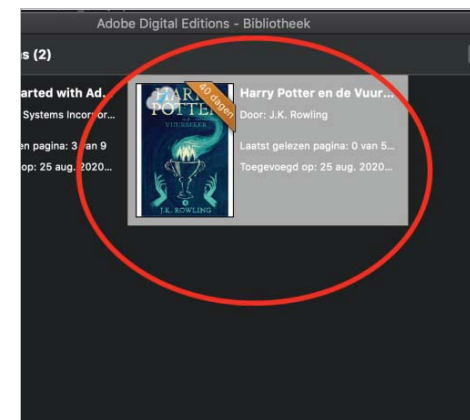 Adobe Digital Editions - Bibliotheek
s (2)
arted with Ad...
Systems Incorpor...
en pagina: 3 van 9
op: 25 aug. 2020...
HARRY
POTTER
VUURBEKER
J.K. ROWLING
40 dagen
Harry Potter en de Vuur...
Door: J.K. Rowling
Laatst gelezen pagina: 0 van 5...
Toegevoegd op: 25 aug. 2020...